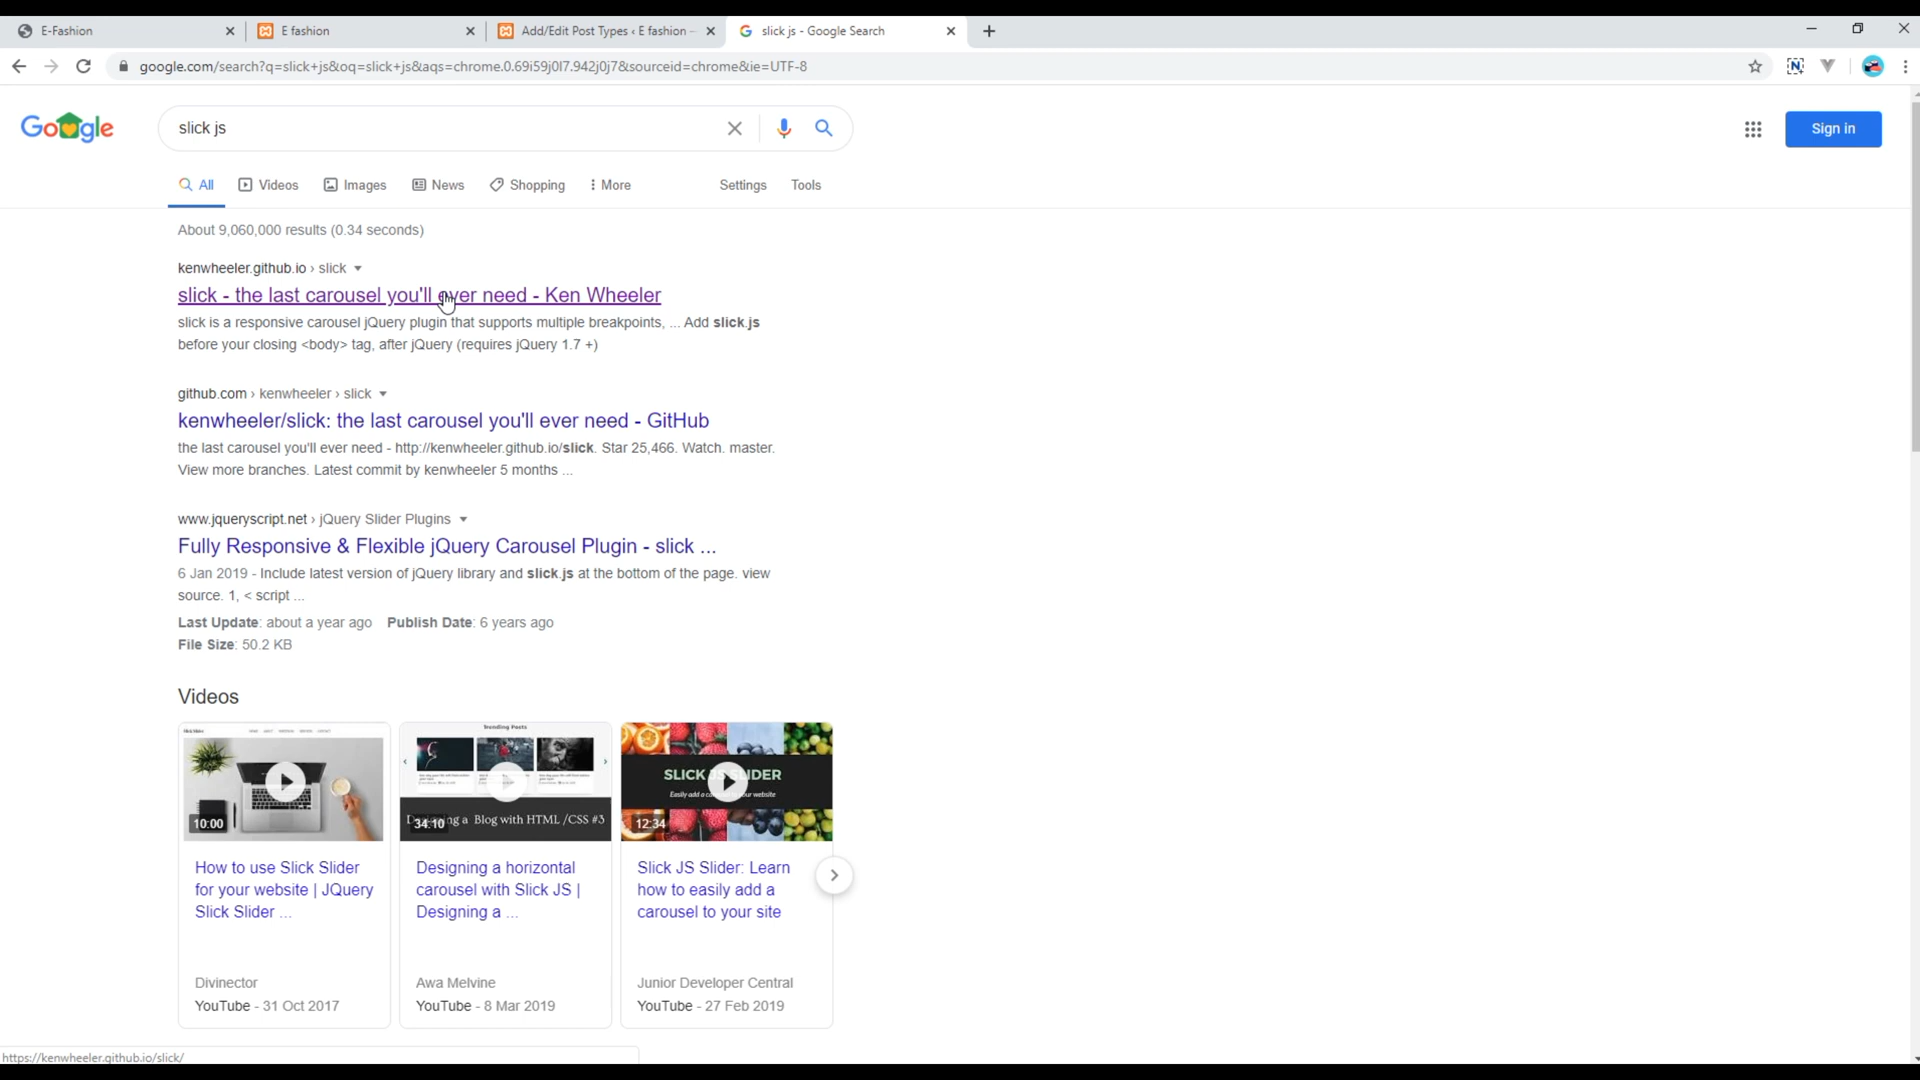 E-Fashion
E fashion
Add/Edit Post Types ‹ E fashion
slick js - Google Search
google.com/search?q=slick+js&oq=slick+js&aqs=chrome.0.69i59j0l7.942j0j7&sourceid=chrome&ie=UTF-8
Google
slick js
Sign in
All
Videos
Images
News
Shopping
More
Settings
Tools
About 9,060,000 results (0.34 seconds)
kenwheeler.github.io › slick
slick - the last carousel you'll ever need - Ken Wheeler
slick is a responsive carousel jQuery plugin that supports multiple breakpoints, ... Add slick.js
before your closing <body> tag, after jQuery (requires jQuery 1.7 +)
github.com › kenwheeler › slick
kenwheeler/slick: the last carousel you'll ever need - GitHub
the last carousel you'll ever need - http://kenwheeler.github.io/slick. Star 25,466. Watch. master.
View more branches. Latest commit by kenwheeler 5 months ...
www.jqueryscript.net › jQuery Slider Plugins
Fully Responsive & Flexible jQuery Carousel Plugin - slick ...
6 Jan 2019 - Include latest version of jQuery library and slick.js at the bottom of the page. view
source. 1, < script ...
Last Update: about a year ago Publish Date: 6 years ago
File Size: 50.2 KB
Videos
10:00
Trending Posts
ng a Blog with HTML /CSS #3
34:10
SLICK JS SLIDER
12:34
How to use Slick Slider
for your website | JQuery
Slick Slider ...
Divinector
YouTube - 31 Oct 2017
Designing a horizontal
carousel with Slick JS |
Designing a ...
Awa Melvine
YouTube - 8 Mar 2019
Slick JS Slider: Learn
how to easily add a
carousel to your site
Junior Developer Central
YouTube - 27 Feb 2019
https://kenwheeler.github.io/slick/